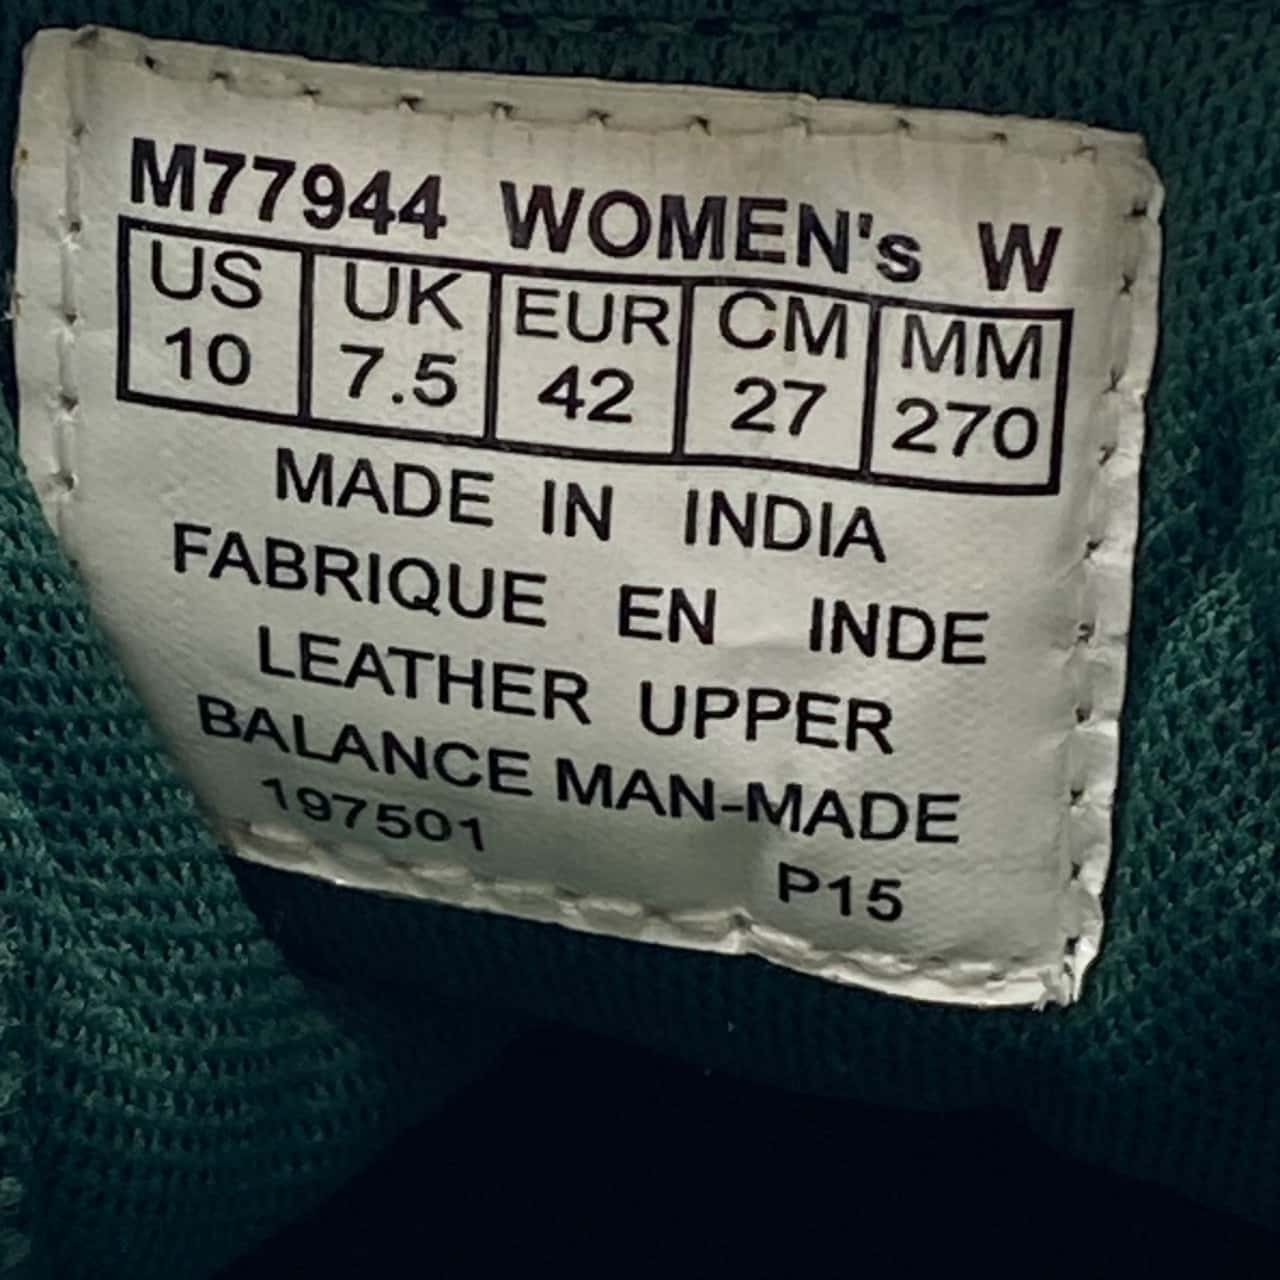 M77944 WOMEN's W
US UK EUR CM MM
10 7.5 42 27 270
MADE IN INDIA
FABRIQUE EN INDE
LEATHER UPPER
BALANCE MAN-MADE
197501
P15